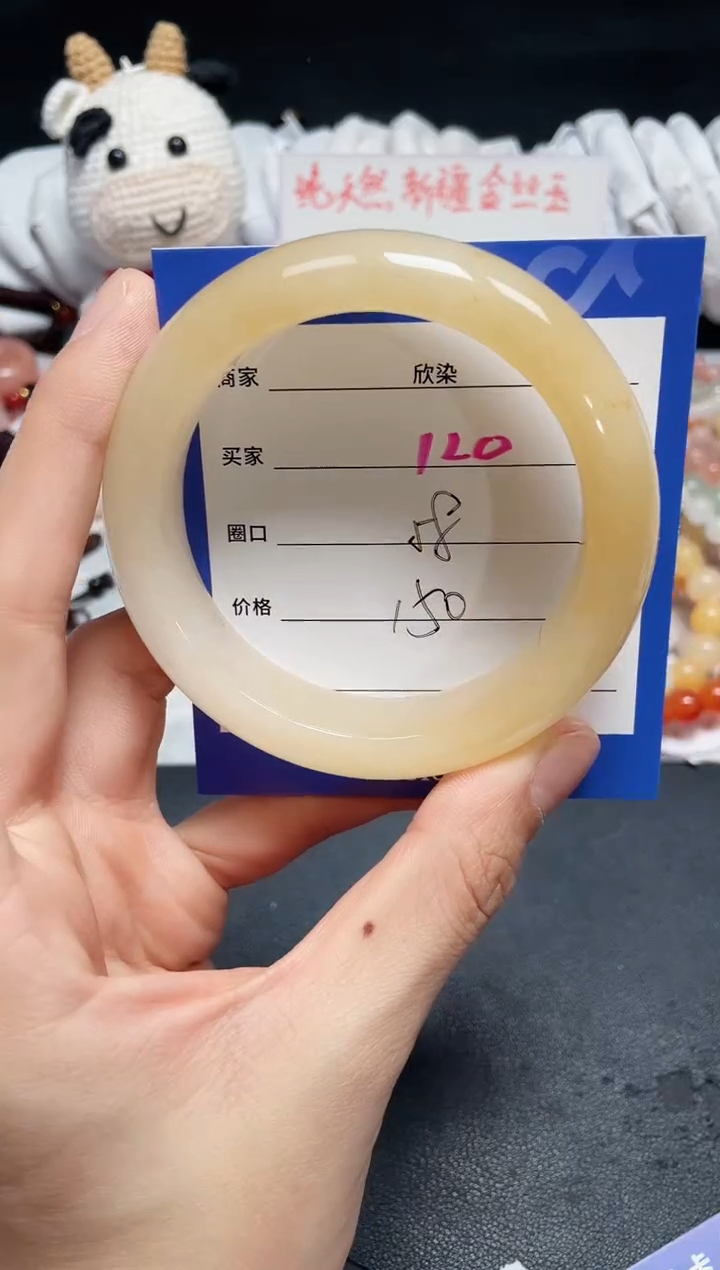 纯天然新疆金丝玉
商家 欣染
买家 120
圈口 58
价格 150